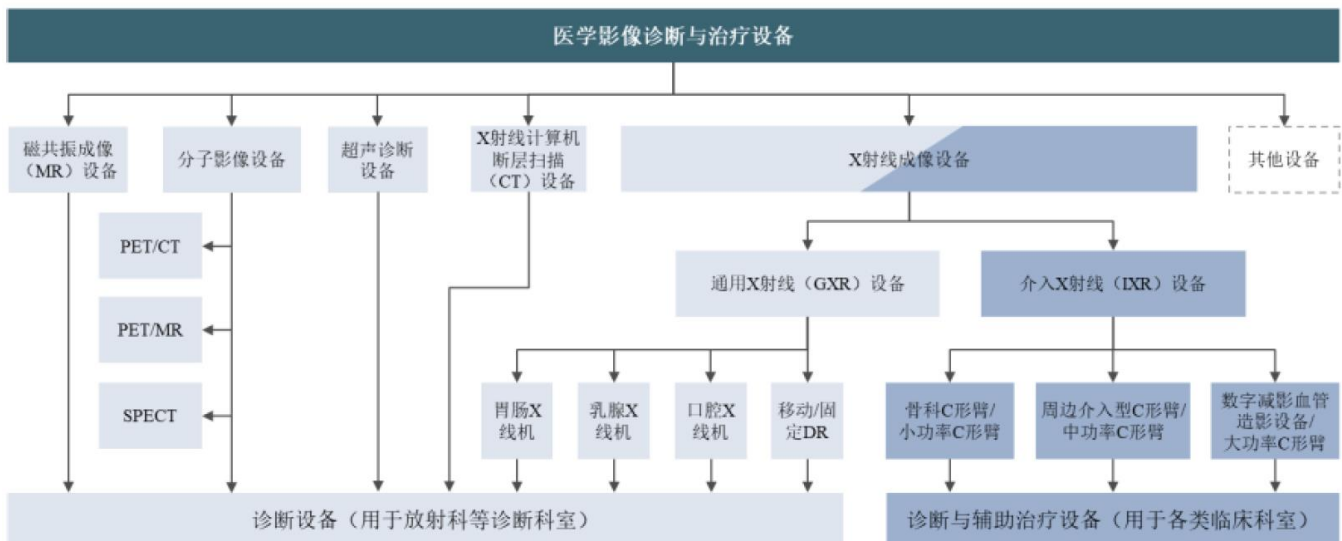 医学影像诊断与治疗设备
磁共振成像
（MR）设备
分子影像设备
超声诊断
设备
X射线计算机
断层扫描
（CT）设备
X射线成像设备
其他设备
PET/CT
PET/MR
SPECT
通用X射线（GXR）设备
介入X射线（IXR）设备
胃肠X
线机
乳腺X
线机
口腔X
线机
移动/固
定DR
骨科C形臂/
小功率C形臂
周边介入型C形臂/
中功率C形臂
数字减影血管
造影设备/
大功率C形臂
诊断设备（用于放射科等诊断科室）
诊断与辅助治疗设备（用于各类临床科室）